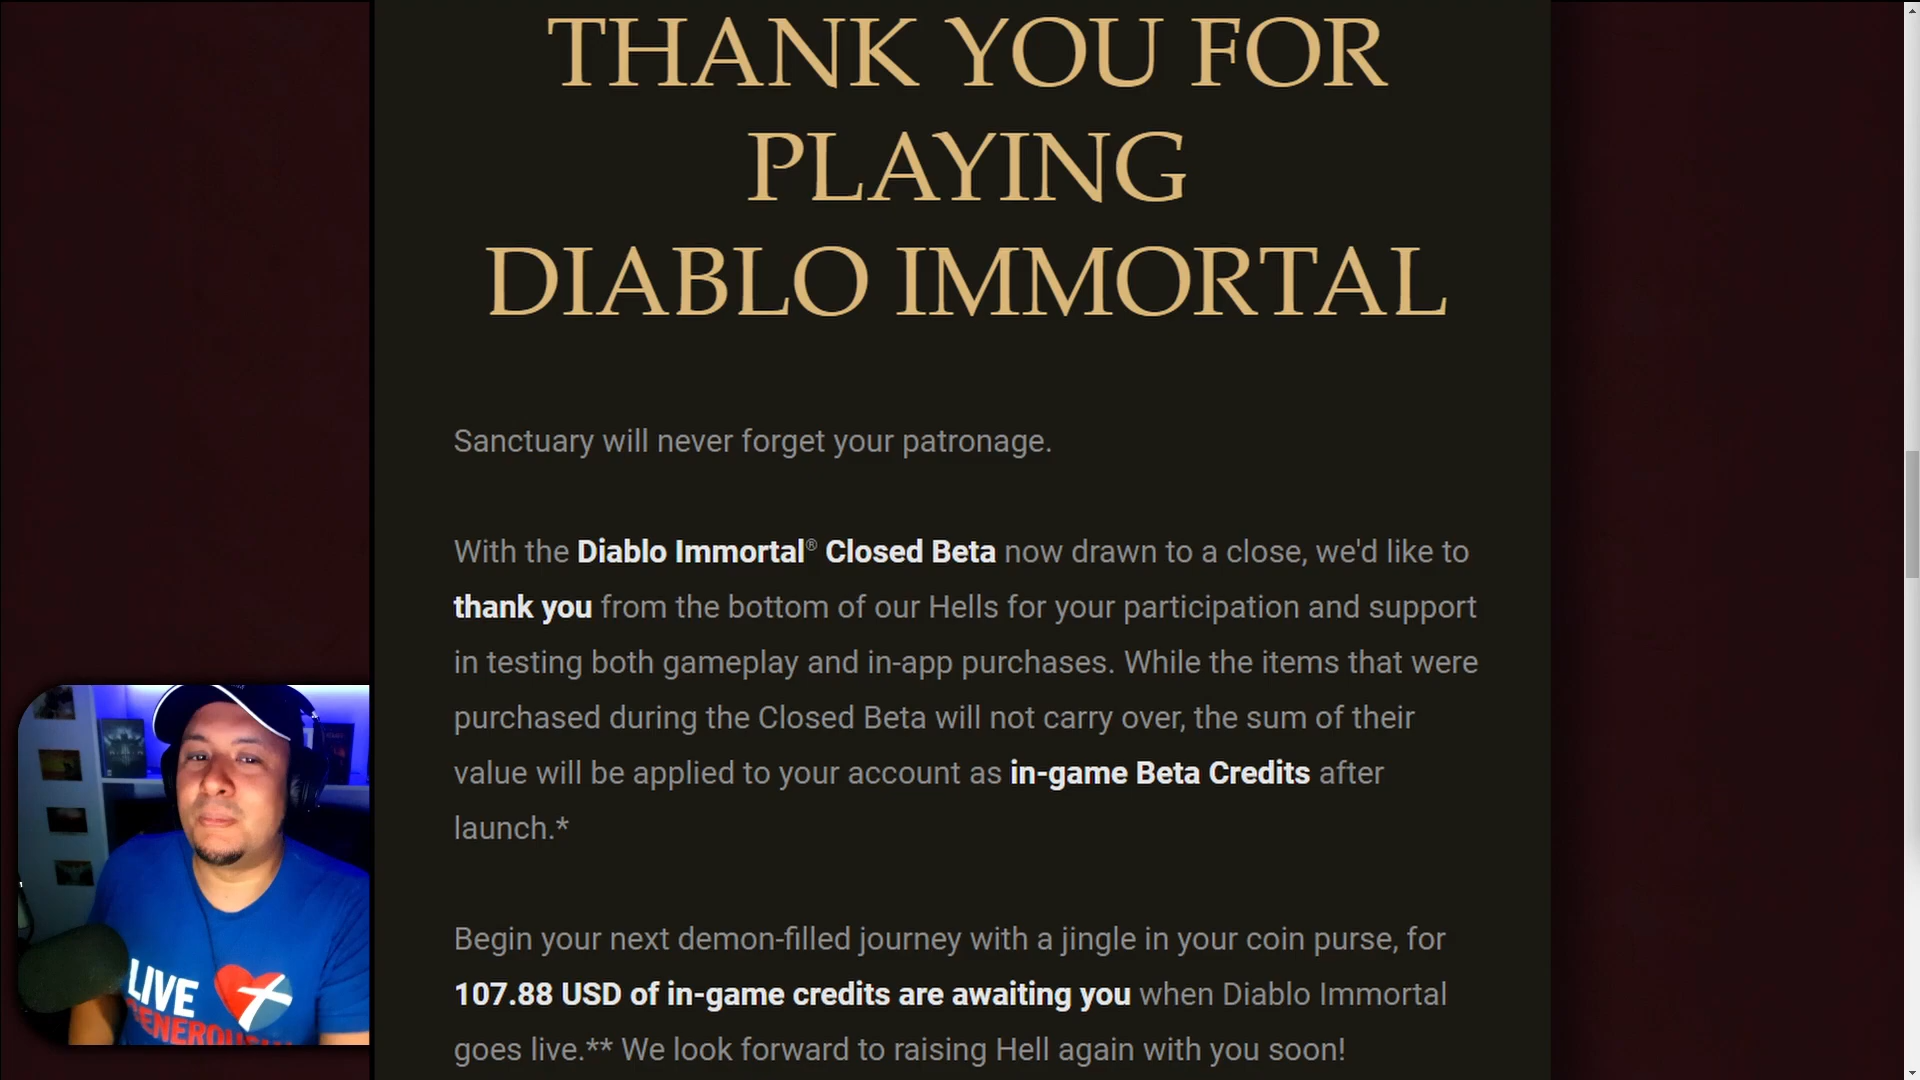 THANK YOU FOR
PLAYING
DIABLO IMMORTAL
Sanctuary will never forget your patronage.
With the Diablo Immortal® Closed Beta now drawn to a close, we'd like to
thank you from the bottom of our Hells for your participation and support
in testing both gameplay and in-app purchases. While the items that were
purchased during the Closed Beta will not carry over, the sum of their
value will be applied to your account as in-game Beta Credits after
launch.*
Begin your next demon-filled journey with a jingle in your coin purse, for
107.88 USD of in-game credits are awaiting you when Diablo Immortal
goes live.** We look forward to raising Hell again with you soon!
LIVE